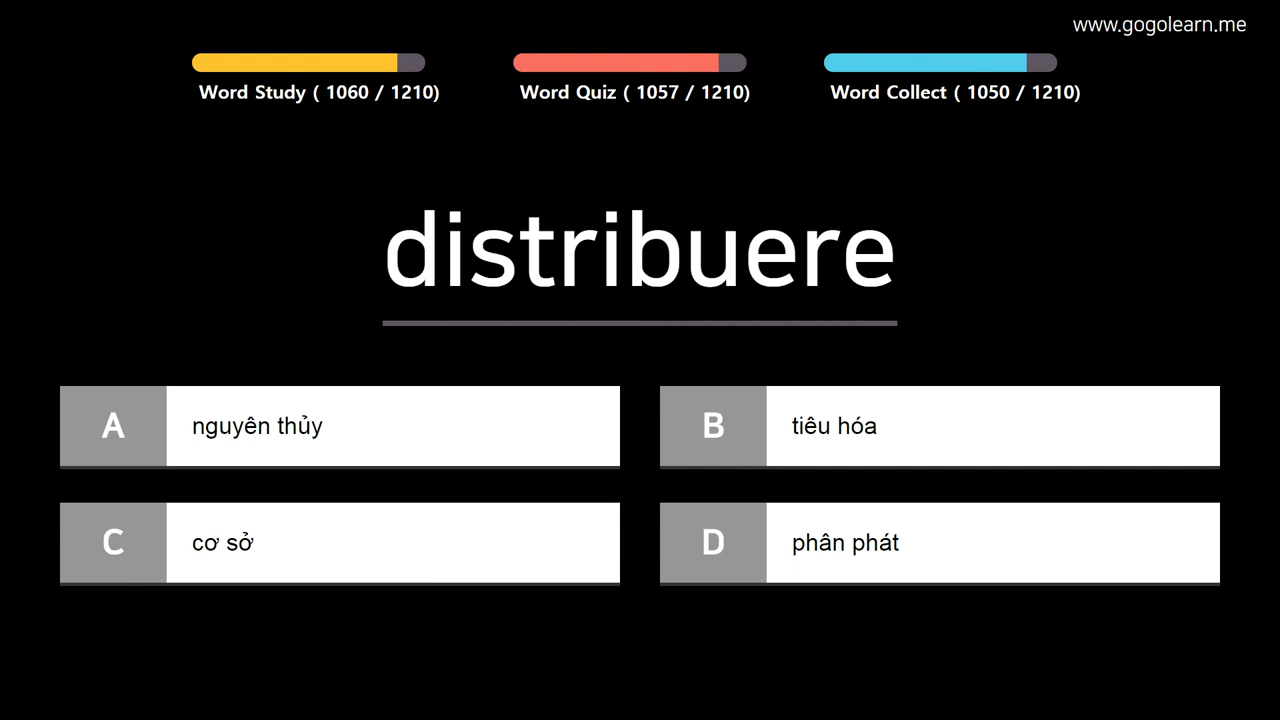 www.gogolearn.me
Word Study ( 1060 / 1210)
Word Quiz ( 1057 / 1210)
Word Collect ( 1050 / 1210)
distribuere
A nguyên thủy
B tiêu hóa
C cơ sở
D phân phát